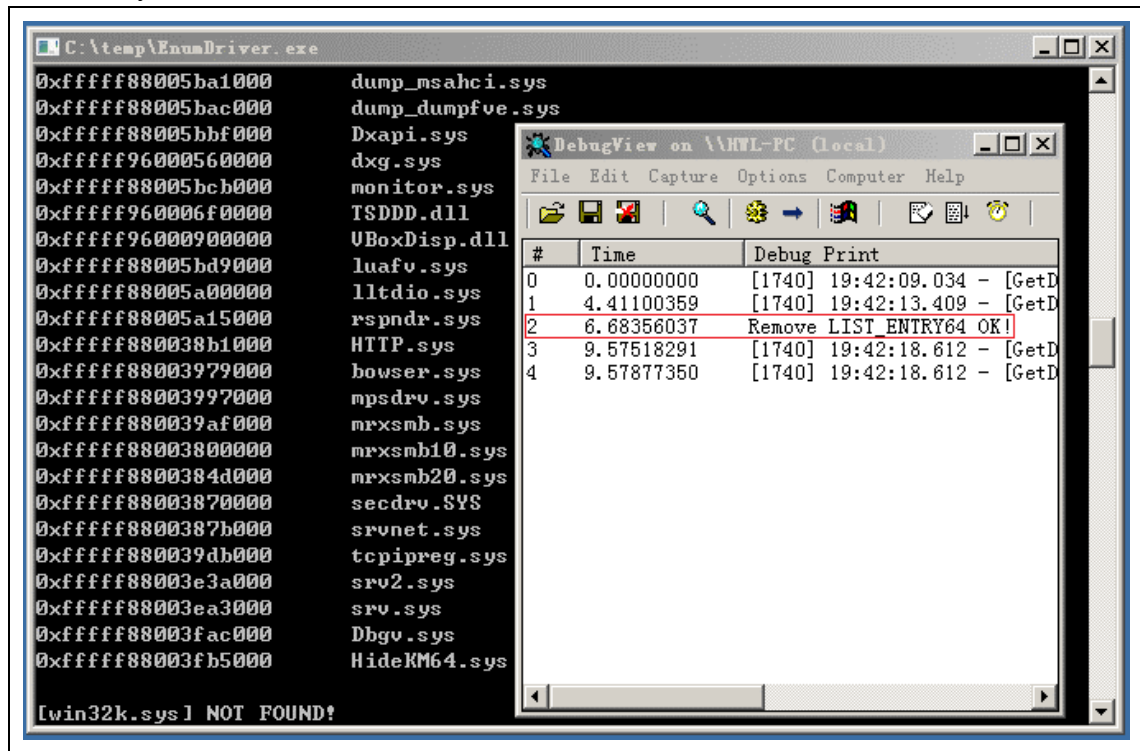 C:\temp\EnumDriver.exe
0xfffff88005ba1000 dump_msahci.sys
0xfffff88005bac000 dump_dumpfve.sys
0xfffff88005bbf000 Dxapi.sys
0xfffff96000560000 dxg.sys
0xfffff88005bcb000 monitor.sys
0xfffff960006f0000 TSDDD.dll
0xfffff96000900000 VBoxDisp.dll
0xfffff88005bd9000 luafv.sys
0xfffff88005a00000 lltdio.sys
0xfffff88005a15000 rspndr.sys
0xfffff880038b1000 HTTP.sys
0xfffff88003979000 bowser.sys
0xfffff88003997000 mpsdrv.sys
0xfffff880039af000 mrxsmb.sys
0xfffff88003800000 mrxsmb10.sys
0xfffff8800384d000 mrxsmb20.sys
0xfffff88003870000 secdrv.SYS
0xfffff8800387b000 srvnet.sys
0xfffff880039db000 tcpipreg.sys
0xfffff88003e3a000 srv2.sys
0xfffff88003ea3000 srv.sys
0xfffff88003fac000 Dbgv.sys
0xfffff88003fb5000 HideKM64.sys
[win32k.sys] NOT FOUND!
DebugView on \\HWL-PC (local)
File Edit Capture Options Computer Help
# Time Debug Print
0 0.00000000 [1740] 19:42:09.034 - [GetD
1 4.41100359 [1740] 19:42:13.409 - [GetD
2 6.68356037 Remove LIST_ENTRY64 OK!
3 9.57518291 [1740] 19:42:18.612 - [GetD
4 9.57877350 [1740] 19:42:18.612 - [GetD